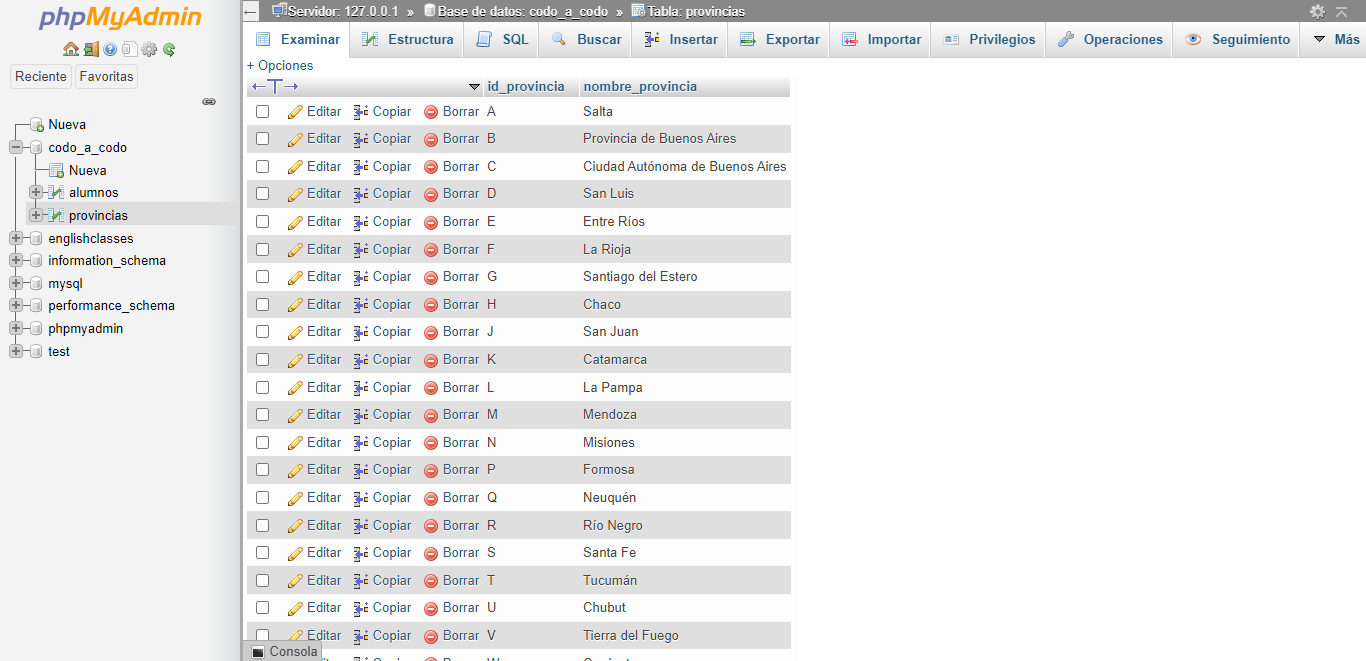 phpMyAdmin
Reciente Favoritas
Nueva
codo_a_codo
Nueva
alumnos
provincias
englishclasses
information_schema
mysql
performance_schema
phpmyadmin
test
Servidor: 127.0.0.1 » Base de datos: codo_a_codo » Tabla: provincias
Examinar Estructura SQL Buscar Insertar Exportar Importar Privilegios Operaciones Seguimiento Más
+ Opciones
←T→ id_provincia nombre_provincia
Editar Copiar Borrar A Salta
Editar Copiar Borrar B Provincia de Buenos Aires
Editar Copiar Borrar C Ciudad Autónoma de Buenos Aires
Editar Copiar Borrar D San Luis
Editar Copiar Borrar E Entre Ríos
Editar Copiar Borrar F La Rioja
Editar Copiar Borrar G Santiago del Estero
Editar Copiar Borrar H Chaco
Editar Copiar Borrar J San Juan
Editar Copiar Borrar K Catamarca
Editar Copiar Borrar L La Pampa
Editar Copiar Borrar M Mendoza
Editar Copiar Borrar N Misiones
Editar Copiar Borrar P Formosa
Editar Copiar Borrar Q Neuquén
Editar Copiar Borrar R Río Negro
Editar Copiar Borrar S Santa Fe
Editar Copiar Borrar T Tucumán
Editar Copiar Borrar U Chubut
Editar Copiar Borrar V Tierra del Fuego
Consola